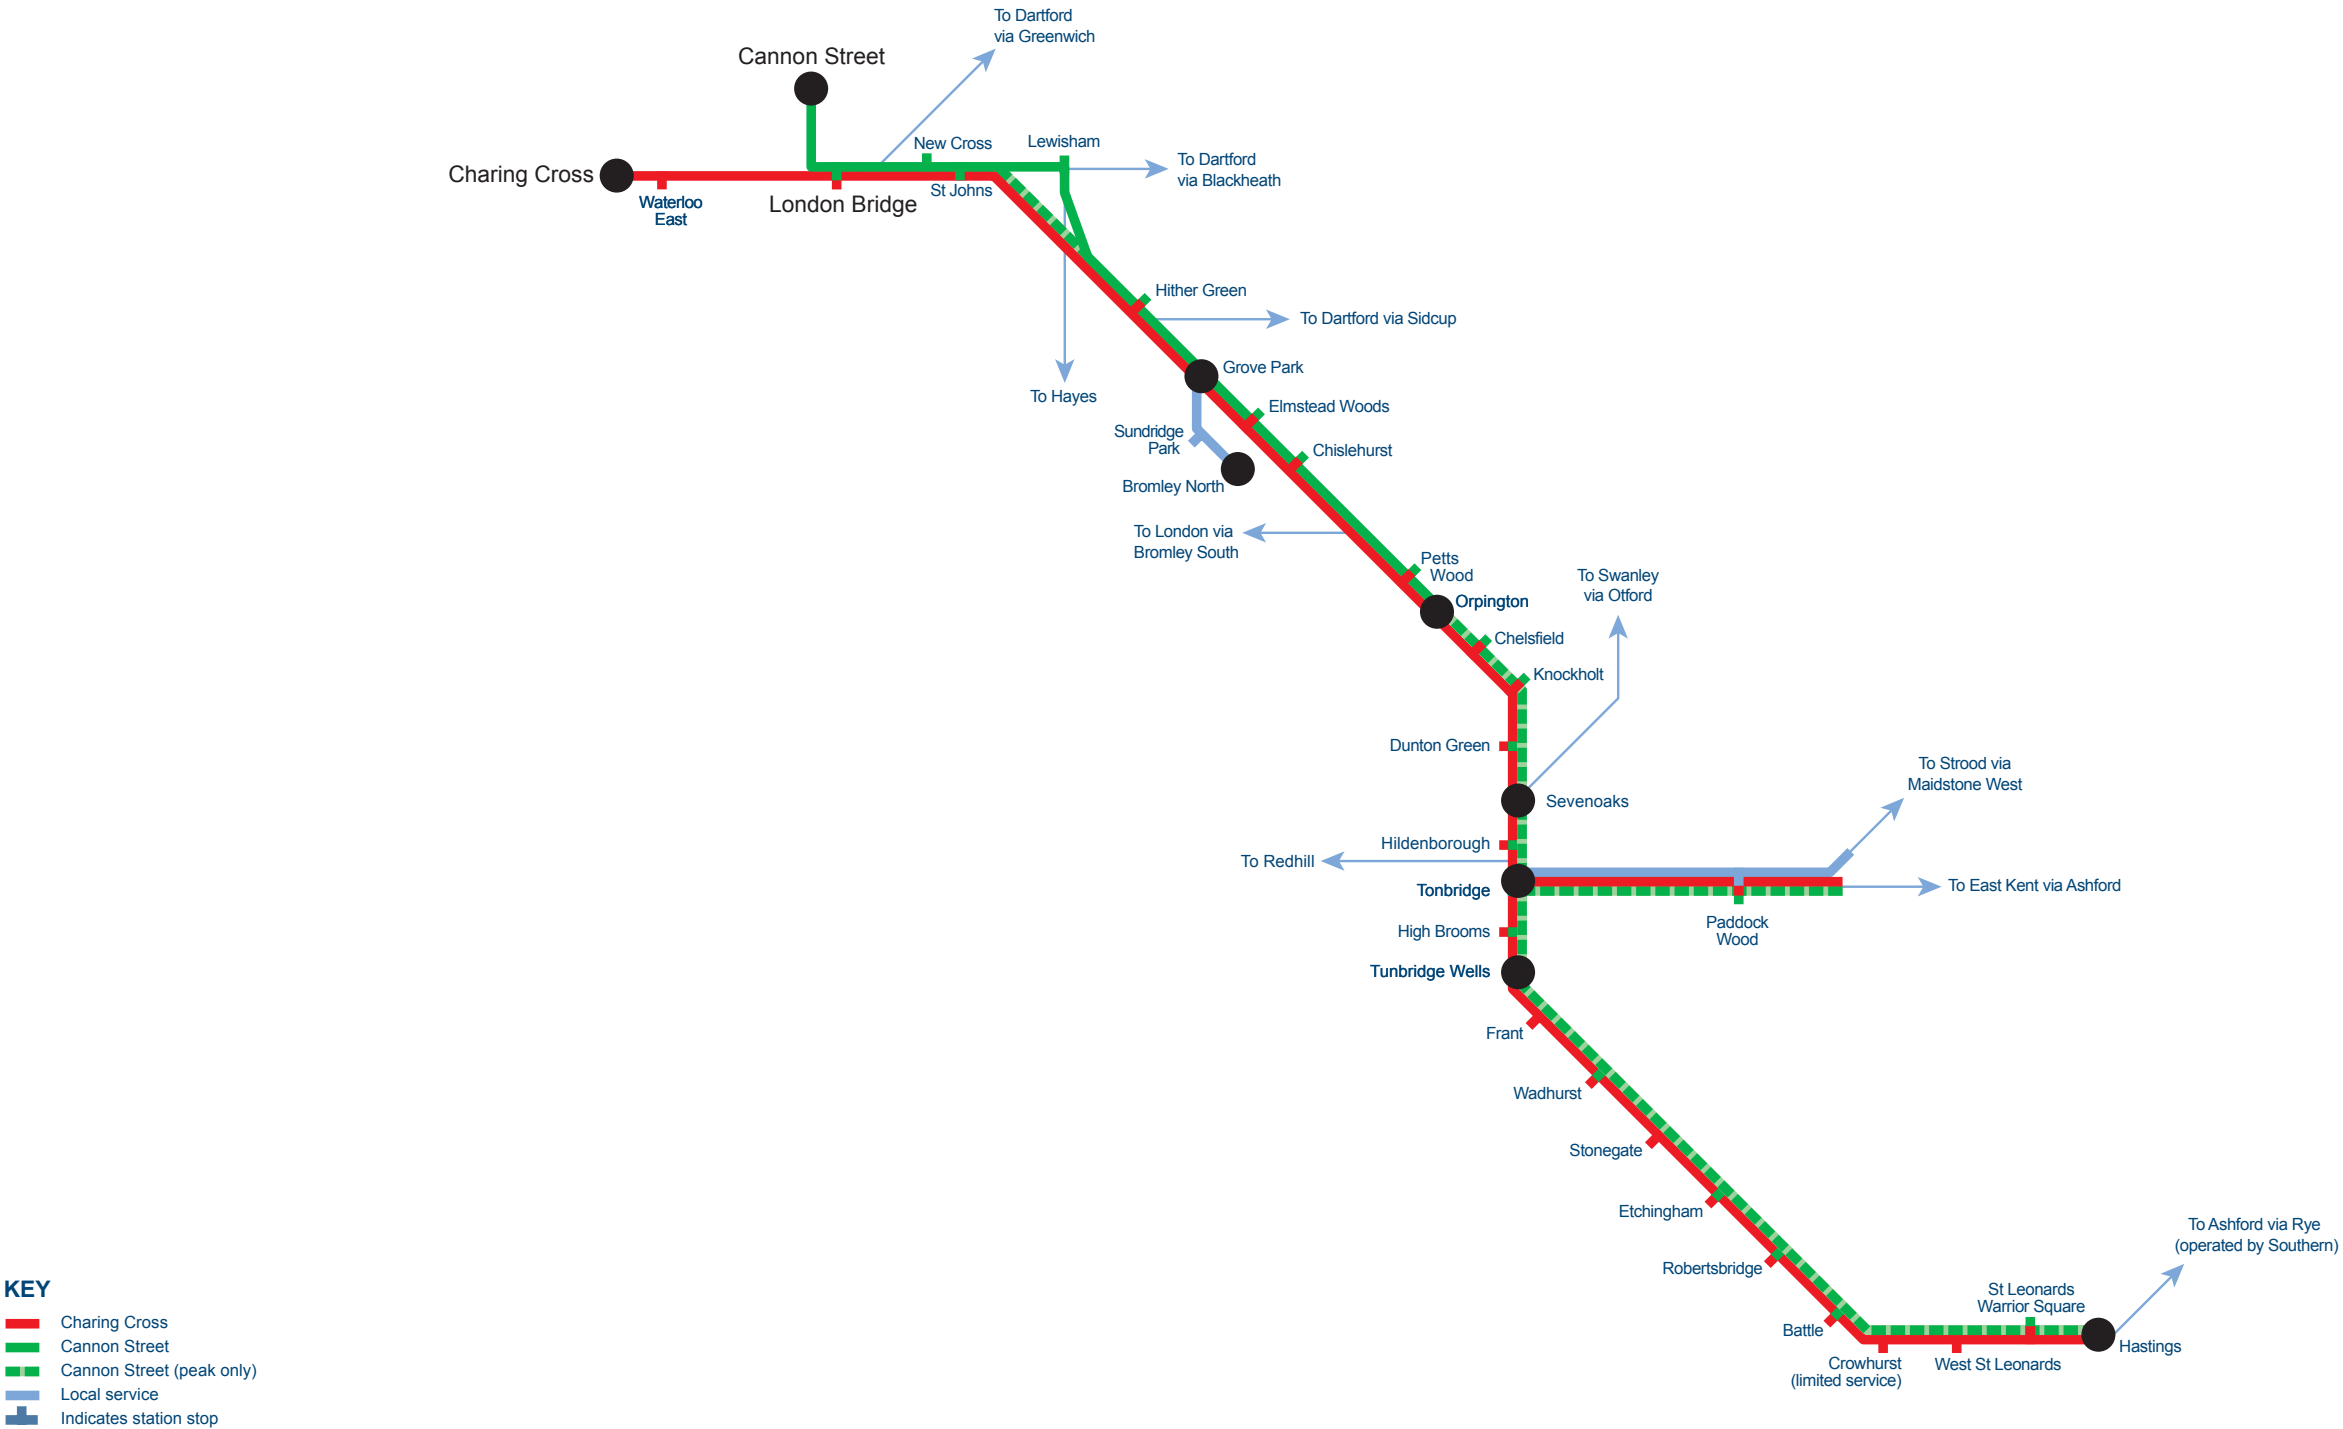 To Dartford
via Greenwich
Cannon Street
New Cross
Lewisham
To Dartford
via Blackheath
Charing Cross
Waterloo
East
London Bridge
St Johns
Hither Green
To Dartford via Sidcup
Grove Park
To Hayes
Elmstead Woods
Sundridge
Park
Chislehurst
Bromley North
To London via
Bromley South
Petts
Wood
Orpington
To Swanley
via Otford
Chelsfield
Knockholt
Dunton Green
Sevenoaks
To Strood via
Maidstone West
Hildenborough
To Redhill
Tonbridge
To East Kent via Ashford
Paddock
Wood
High Brooms
Tunbridge Wells
Frant
Wadhurst
Stonegate
Etchingham
Robertsbridge
To Ashford via Rye
(operated by Southern)
St Leonards
Warrior Square
Battle
Hastings
Crowhurst
(limited service)
West St Leonards
KEY
Charing Cross
Cannon Street
Cannon Street (peak only)
Local service
Indicates station stop